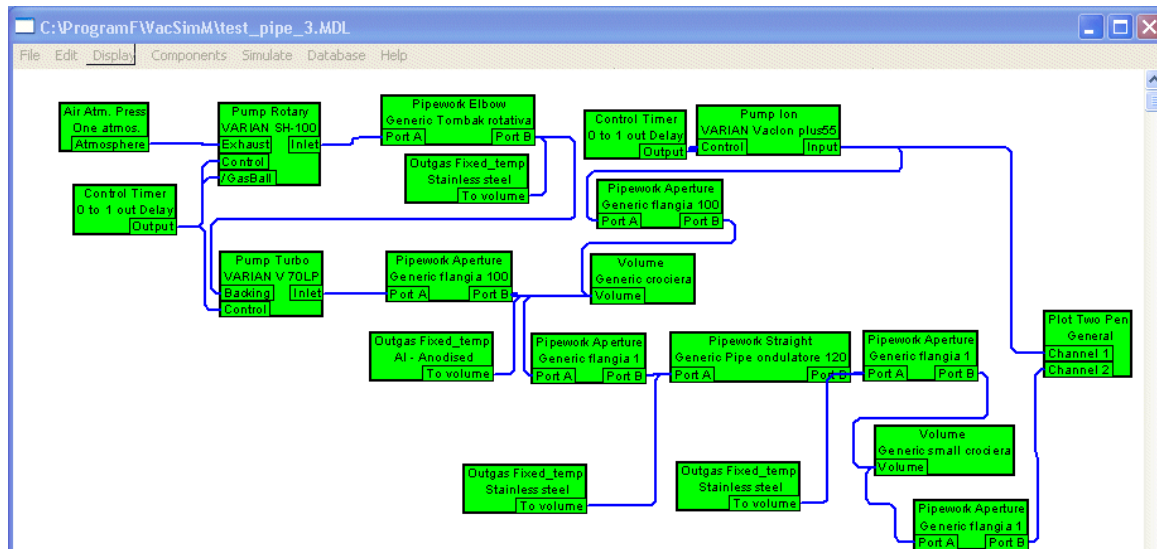 C:\ProgramF\VacSimM\test_pipe_3.MDL
File Edit Display Components Simulate Database Help
Air Atm. Press
One atmos.
Atmosphere
Pump Rotary
VARIAN SH-100
Exhaust Inlet
Control
/GasBall
Pipework Elbow
Generic Tombak rotativa
Port A Port B
Control Timer
0 to 1 out Delay
Output
Pump Ion
VARIAN VacIon plus55
Control Input
Outgas Fixed_temp
Stainless steel
To volume
Control Timer
0 to 1 out Delay
Output
Pipework Aperture
Generic flangia 100
Port A Port B
Pump Turbo
VARIAN V 70LP
Backing Inlet
Control
Pipework Aperture
Generic flangia 100
Port A Port B
Volume
Generic crociera
Volume
Plot Two Pen
General
Channel 1
Channel 2
Outgas Fixed_temp
Al - Anodised
To volume
Pipework Aperture
Generic flangia 1
Port A Port B
Pipework Straight
Generic Pipe ondulatore 120
Port A Port B
Pipework Aperture
Generic flangia 1
Port A Port B
Volume
Generic small crociera
Volume
Outgas Fixed_temp
Stainless steel
To volume
Outgas Fixed_temp
Stainless steel
To volume
Pipework Aperture
Generic flangia 1
Port A Port B